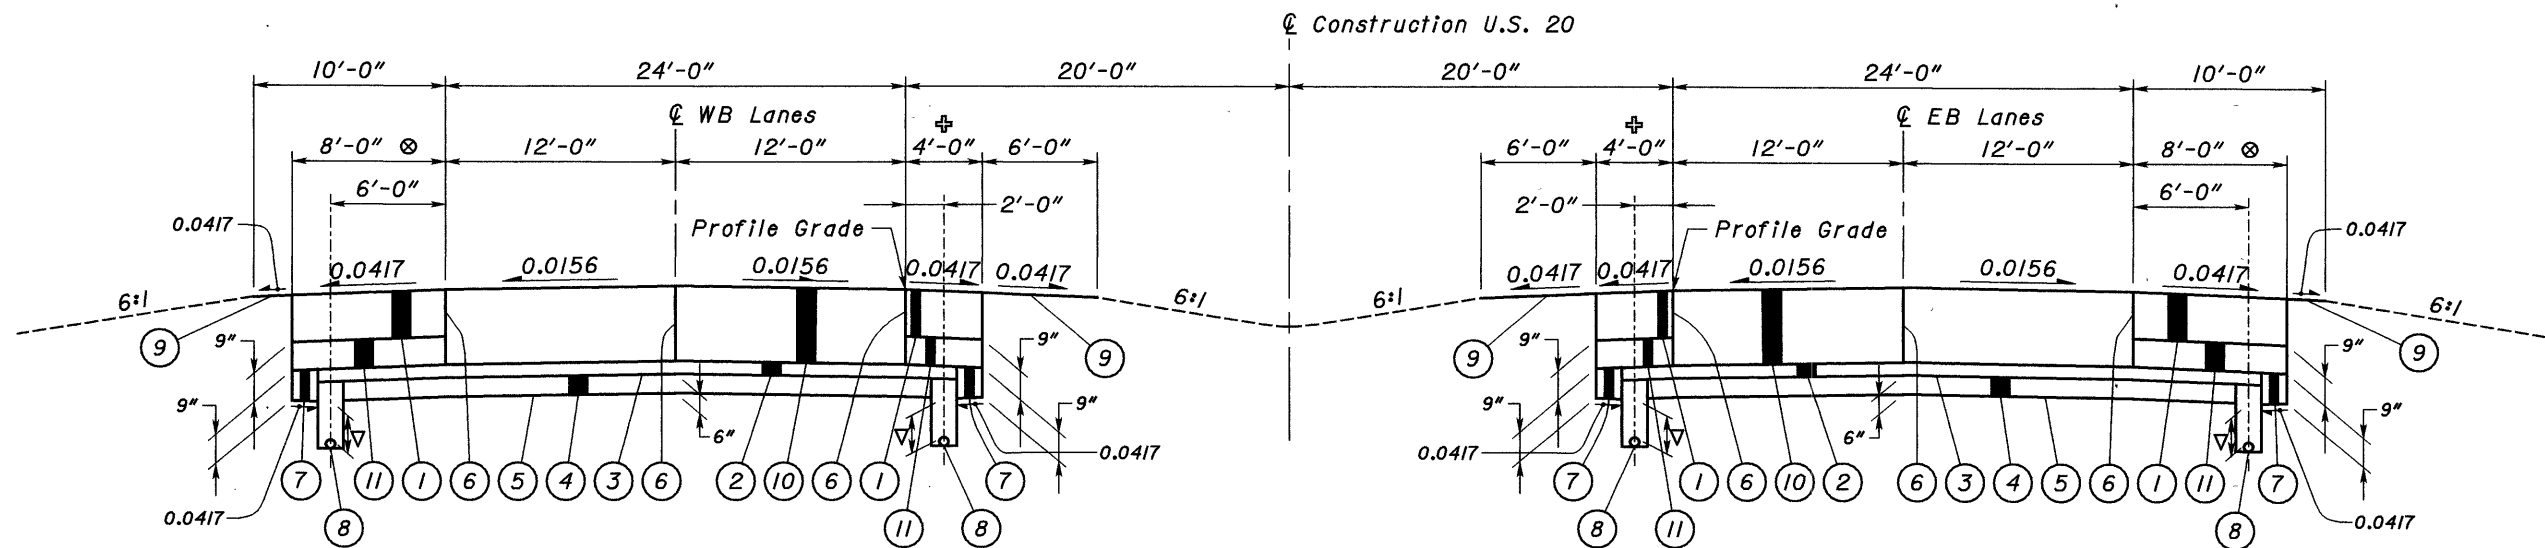 ℄ Construction U.S. 20
10'-0" 24'-0" 20'-0" 20'-0" 24'-0" 10'-0"
℄ WB Lanes ℄ EB Lanes
8'-0" ⊗ 12'-0" 12'-0" 4'-0" 6'-0" 6'-0" 4'-0" 12'-0" 12'-0" 8'-0" ⊗
6'-0" 2'-0" 2'-0" 6'-0"
0.0417 Profile Grade Profile Grade 0.0417
0.0417 0.0156 0.0156 0.0417 0.0417 0.0417 0.0417 0.0156 0.0156 0.0417
6:1 6:1 6:1 6:1
9 9" 9" 9 9 9" 9" 9
9" 6" 9" 9" 6" 9"
0.0417 0.0417
7 11 1 6 5 4 3 6 2 10 6 1 7 7 1 6 10 2 6 3 4 5 6 1 11 7
0.0417 8 11 8 8 11 8 0.0417